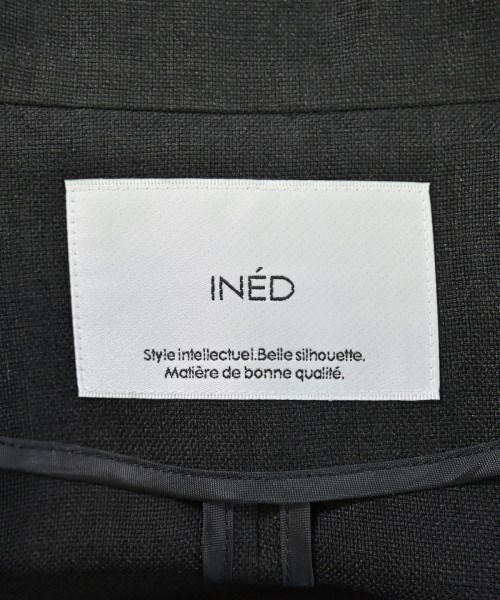 INÉD
Style intellectuel.Belle silhouette.
Matière de bonne qualité.